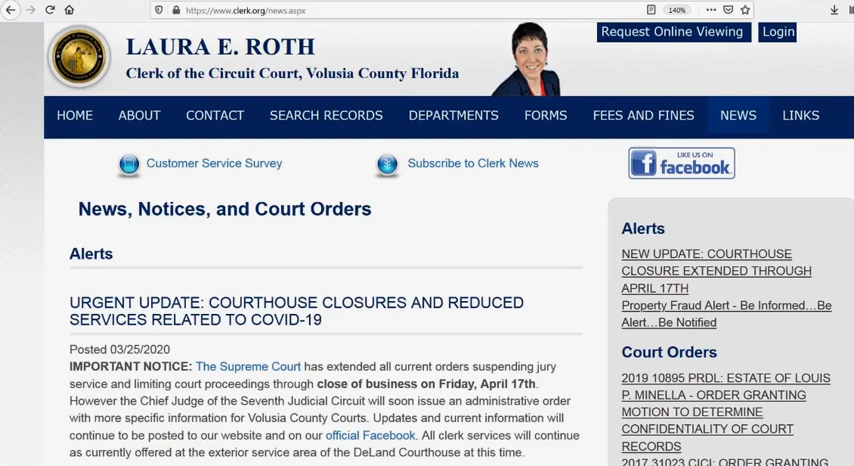 https://www.clerk.org/news.aspx
140%
LAURA E. ROTH
Clerk of the Circuit Court, Volusia County Florida
Request Online Viewing
Login
HOME ABOUT CONTACT SEARCH RECORDS DEPARTMENTS FORMS FEES AND FINES NEWS LINKS
Customer Service Survey
Subscribe to Clerk News
LIKE US ON
facebook
News, Notices, and Court Orders
Alerts
URGENT UPDATE: COURTHOUSE CLOSURES AND REDUCED
SERVICES RELATED TO COVID-19
Posted 03/25/2020
IMPORTANT NOTICE: The Supreme Court has extended all current orders suspending jury
service and limiting court proceedings through close of business on Friday, April 17th.
However the Chief Judge of the Seventh Judicial Circuit will soon issue an administrative order
with more specific information for Volusia County Courts. Updates and current information will
continue to be posted to our website and on our official Facebook. All clerk services will continue
as currently offered at the exterior service area of the DeLand Courthouse at this time.
Alerts
NEW UPDATE: COURTHOUSE
CLOSURE EXTENDED THROUGH
APRIL 17TH
Property Fraud Alert - Be Informed…Be
Alert…Be Notified
Court Orders
2019 10895 PRDL: ESTATE OF LOUIS
P. MINELLA - ORDER GRANTING
MOTION TO DETERMINE
CONFIDENTIALITY OF COURT
RECORDS
2017 31023 CICI: ORDER GRANTING